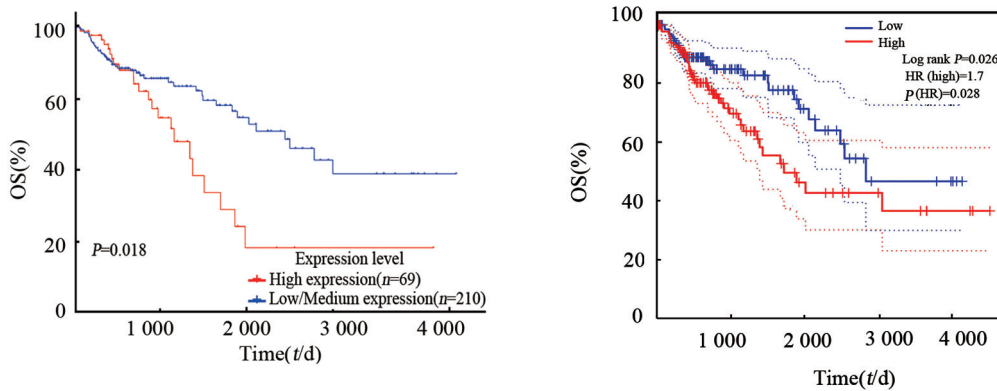 100
60
40
20
0
OS(%)
P=0.018
Expression level
High expression(n=69)
Low/Medium expression(n=210)
1 000
2 000
3 000
4 000
Time(t/d)
100
80
60
40
20
0
OS(%)
Low
High
Log rank P=0.026
HR (high)=1.7
P(HR)=0.028
1 000
2 000
3 000
4 000
Time(t/d)